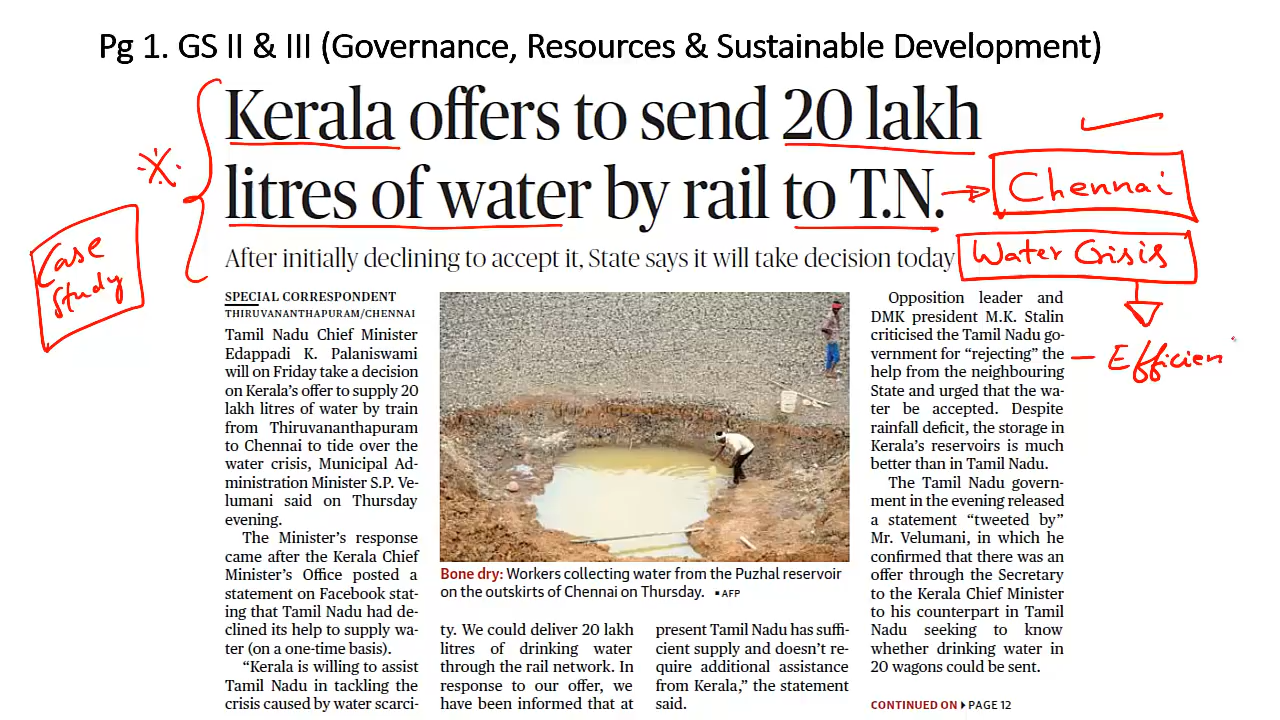 Pg 1. GS II & III (Governance, Resources & Sustainable Development)
Kerala offers to send 20 lakh
litres of water by rail to T.N.
Chennai
After initially declining to accept it, State says it will take decision today
Water Crisis
Case
Study
Efficien
SPECIAL CORRESPONDENT
THIRUVANANTHAPURAM/CHENNAI
Tamil Nadu Chief Minister
Edappadi K. Palaniswami
will on Friday take a decision
on Kerala's offer to supply 20
lakh litres of water by train
from Thiruvananthapuram
to Chennai to tide over the
water crisis, Municipal Ad-
ministration Minister S.P. Ve-
lumani said on Thursday
evening.
The Minister's response
came after the Kerala Chief
Minister's Office posted a
statement on Facebook stat-
ing that Tamil Nadu had de-
clined its help to supply wa-
ter (on a one-time basis).
"Kerala is willing to assist
Tamil Nadu in tackling the
crisis caused by water scarci-
Bone dry: Workers collecting water from the Puzhal reservoir
on the outskirts of Chennai on Thursday. ▪ AFP
ty. We could deliver 20 lakh
litres of drinking water
through the rail network. In
response to our offer, we
have been informed that at
present Tamil Nadu has suffi-
cient supply and doesn't re-
quire additional assistance
from Kerala," the statement
said.
Opposition leader and
DMK president M.K. Stalin
criticised the Tamil Nadu go-
vernment for "rejecting" the
help from the neighbouring
State and urged that the wa-
ter be accepted. Despite
rainfall deficit, the storage in
Kerala's reservoirs is much
better than in Tamil Nadu.
The Tamil Nadu govern-
ment in the evening released
a statement "tweeted by"
Mr. Velumani, in which he
confirmed that there was an
offer through the Secretary
to the Kerala Chief Minister
to his counterpart in Tamil
Nadu seeking to know
whether drinking water in
20 wagons could be sent.
CONTINUED ON ▸ PAGE 12